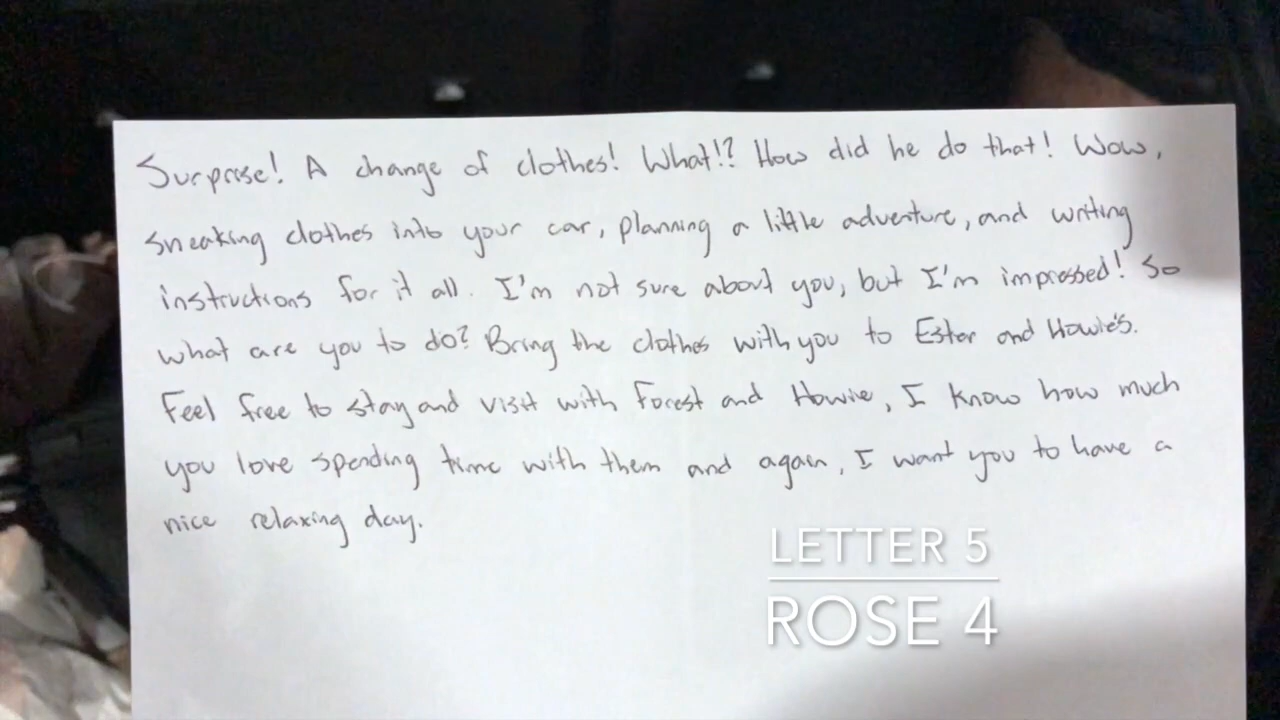 Surprise! A change of clothes! What!? How did he do that! Wow,
sneaking clothes into your car, planning a little adventure, and writing
instructions for it all. I'm not sure about you, but I'm impressed! So
what are you to do? Bring the clothes with you to Ester and Howie's.
Feel free to stay and visit with Forest and Howie, I know how much
you love spending time with them and again, I want you to have a
nice relaxing day.
LETTER 5
ROSE 4